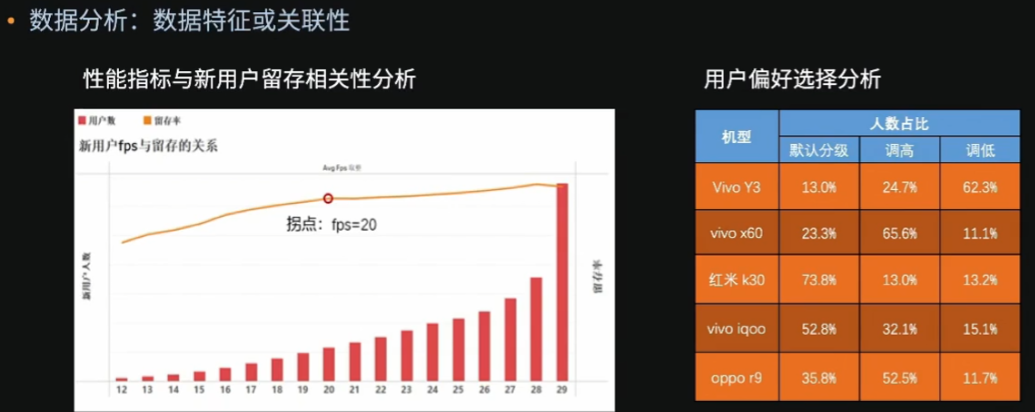 • 数据分析：数据特征或关联性
性能指标与新用户留存相关性分析
用户数 留存率
新用户fps与留存的关系
Avg Fps 取整
拐点：fps=20
新用户人数
留存率
12 13 14 15 16 17 18 19 20 21 22 23 24 25 26 27 28 29
用户偏好选择分析
机型 人数占比
默认分级 调高 调低
Vivo Y3 13.0% 24.7% 62.3%
vivo x60 23.3% 65.6% 11.1%
红米 k30 73.8% 13.0% 13.2%
vivo iqoo 52.8% 32.1% 15.1%
oppo r9 35.8% 52.5% 11.7%